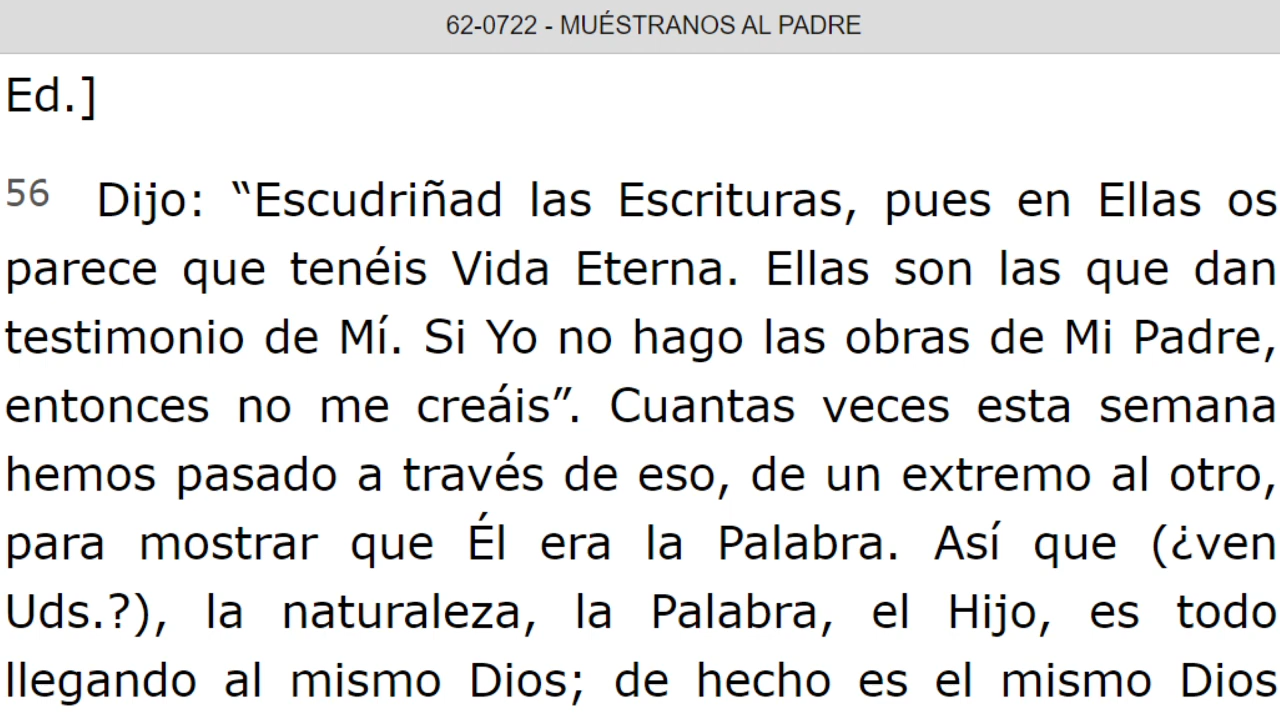 62-0722 - MUÉSTRANOS AL PADRE
Ed.]
56 Dijo: “Escudriñad las Escrituras, pues en Ellas os
parece que tenéis Vida Eterna. Ellas son las que dan
testimonio de Mí. Si Yo no hago las obras de Mi Padre,
entonces no me creáis”. Cuantas veces esta semana
hemos pasado a través de eso, de un extremo al otro,
para mostrar que Él era la Palabra. Así que (¿ven
Uds.?), la naturaleza, la Palabra, el Hijo, es todo
llegando al mismo Dios; de hecho es el mismo Dios